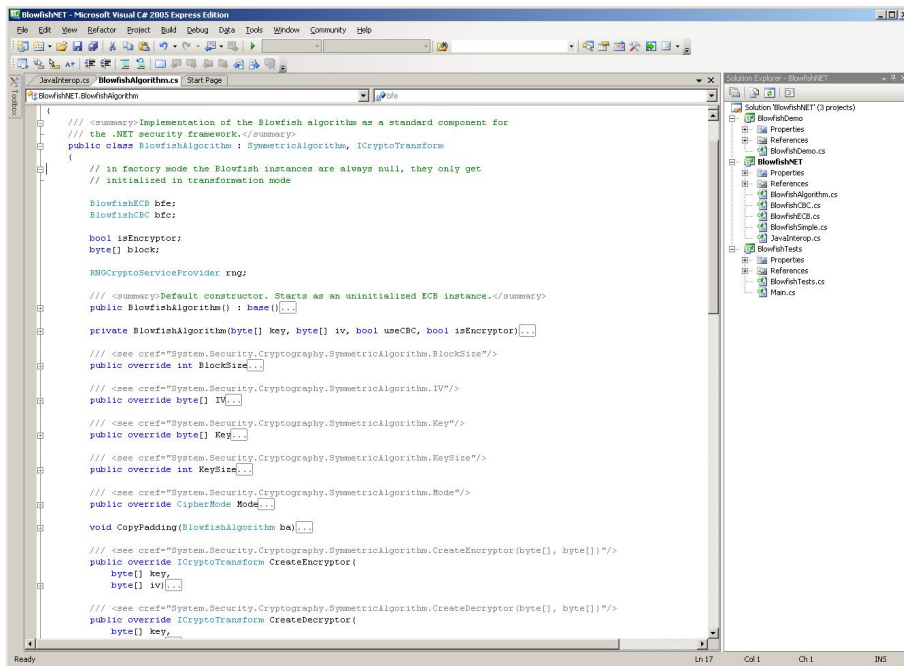 BlowfishNET - Microsoft Visual C# 2005 Express Edition
File Edit View Refactor Project Build Debug Data Tools Window Community Help
JavaInterop.cs BlowfishAlgorithm.cs Start Page
Toolbox
BlowfishNET.BlowfishAlgorithm bfe
{
/// <summary>Implementation of the Blowfish algorithm as a standard component for
/// the .NET security framework.</summary>
public class BlowfishAlgorithm : SymmetricAlgorithm, ICryptoTransform
{
// in factory mode the Blowfish instances are always null, they only get
// initialized in transformation mode
BlowfishECB bfe;
BlowfishCBC bfc;
bool isEncryptor;
byte[] block;
RNGCryptoServiceProvider rng;
/// <summary>Default constructor. Starts as an uninitialized ECB instance.</summary>
public BlowfishAlgorithm() : base()...
private BlowfishAlgorithm(byte[] key, byte[] iv, bool useCBC, bool isEncryptor)...
/// <see cref="System.Security.Cryptography.SymmetricAlgorithm.BlockSize"/>
public override int BlockSize...
/// <see cref="System.Security.Cryptography.SymmetricAlgorithm.IV"/>
public override byte[] IV...
/// <see cref="System.Security.Cryptography.SymmetricAlgorithm.Key"/>
public override byte[] Key...
/// <see cref="System.Security.Cryptography.SymmetricAlgorithm.KeySize"/>
public override int KeySize...
/// <see cref="System.Security.Cryptography.SymmetricAlgorithm.Mode"/>
public override CipherMode Mode...
void CopyPadding(BlowfishAlgorithm ba)...
/// <see cref="System.Security.Cryptography.SymmetricAlgorithm.CreateEncryptor(byte[], byte[])"/>
public override ICryptoTransform CreateEncryptor(
byte[] key,
byte[] iv)...
/// <see cref="System.Security.Cryptography.SymmetricAlgorithm.CreateDecryptor(byte[], byte[])"/>
public override ICryptoTransform CreateDecryptor(
byte[] key,
Solution Explorer - BlowfishNET
Solution 'BlowfishNET' (3 projects)
BlowfishDemo
Properties
References
BlowfishDemo.cs
BlowfishNET
Properties
References
BlowfishAlgorithm.cs
BlowfishCBC.cs
BlowfishECB.cs
BlowfishSimple.cs
JavaInterop.cs
BlowfishTests
Properties
References
BlowfishTests.cs
Main.cs
Ready Ln 17 Col 1 Ch 1 INS